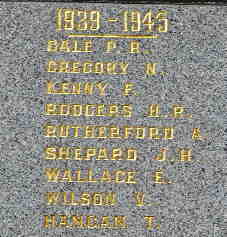 1939-1945
DALE P. R.
GREGORY N.
KENNY F.
RODGERS H. R.
RUTHERFORD A
SHEPARD J. H
WALLACE E.
WILSON V.
HANGAN T.